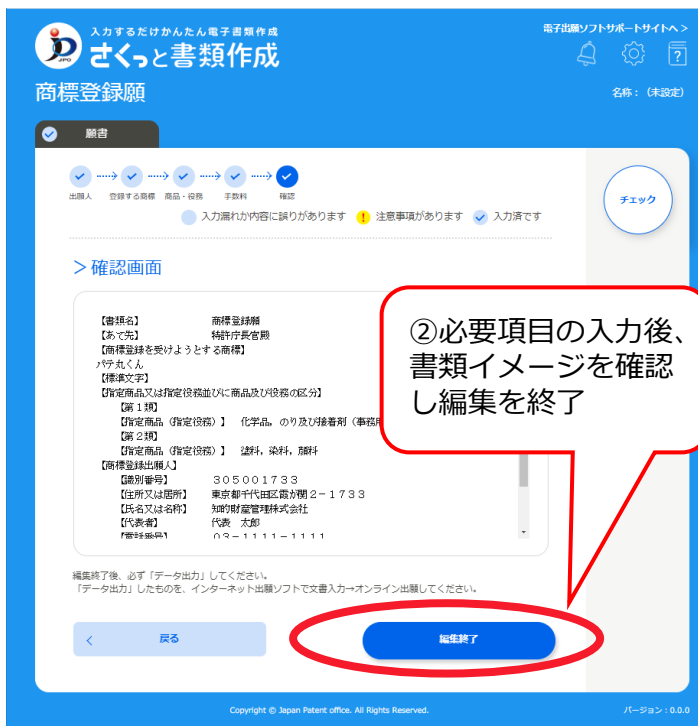 入力するだけかんたん電子書類作成
さくっと書類作成
JPO
電子出願ソフトサポートサイトへ >
?
商標登録願
名称：（未設定）
願書
出願人 登録する商標 商品・役務 手数料 確認
入力漏れか内容に誤りがあります ! 注意事項があります 入力済です
チェック
＞確認画面
【書類名】 商標登録願
【あて先】 特許庁長官殿
【商標登録を受けようとする商標】
パテ丸くん
【標準文字】
【指定商品又は指定役務並びに商品及び役務の区分】
【第１類】
【指定商品（指定役務）】 化学品，のり及び接着剤（事務用
【第２類】
【指定商品（指定役務）】 塗料，染料，顔料
【商標登録出願人】
【識別番号】 ３０５００１７３３
【住所又は居所】 東京都千代田区霞が関２－１７３３
【氏名又は名称】 知的財産管理株式会社
【代表者】 代表 太郎
【電話番号】 ０３－１１１１－１１１１
②必要項目の入力後、
書類イメージを確認
し編集を終了
編集終了後、必ず「データ出力」してください。
「データ出力」したものを、インターネット出願ソフトで文書入力→オンライン出願してください。
＜ 戻る
編集終了
Copyright © Japan Patent office. All Rights Reserved.
バージョン : 0.0.0